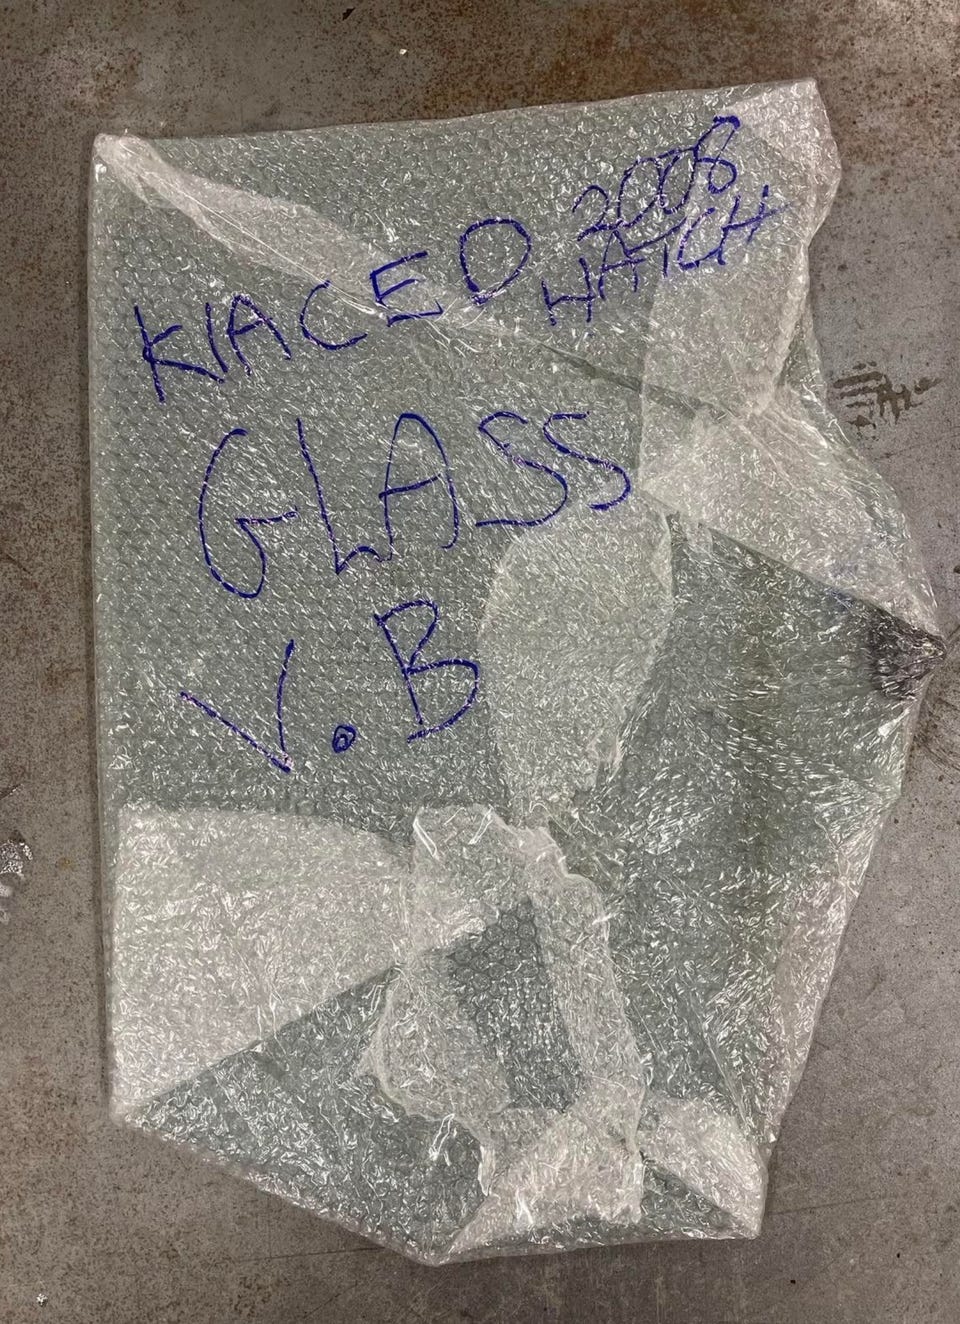 KIACEED 2008
HATCH
GLASS
V.B